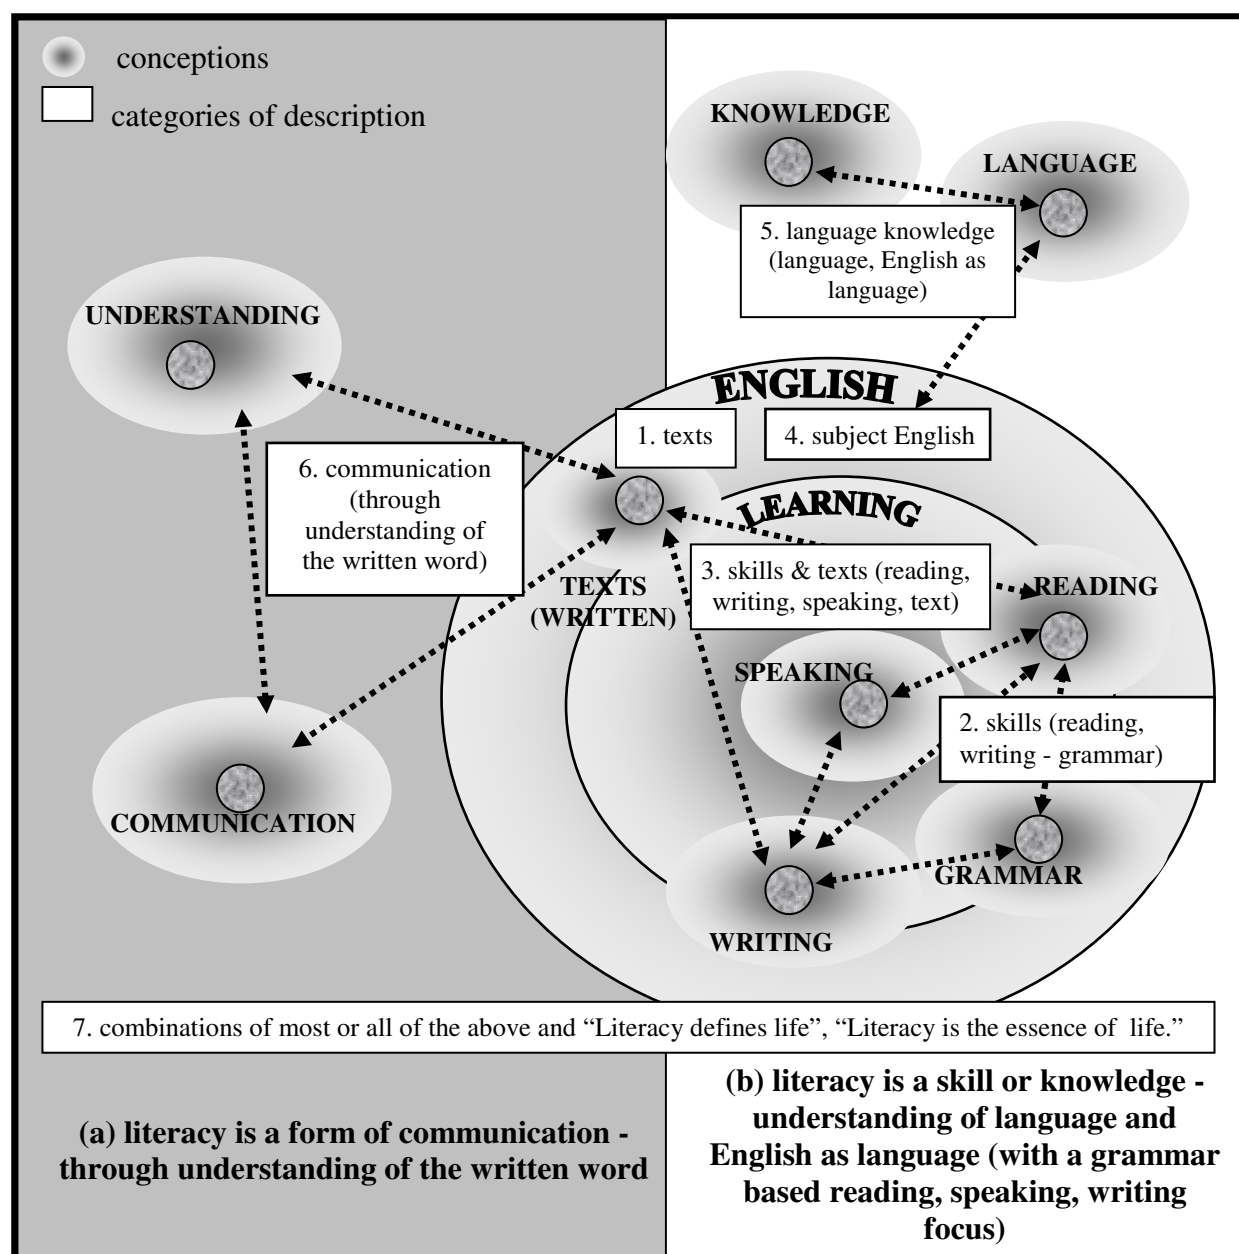 conceptions
categories of description
KNOWLEDGE
LANGUAGE
5. language knowledge
(language, English as
language)
UNDERSTANDING
ENGLISH
1. texts
4. subject English
6. communication
(through
understanding of
the written word)
LEARNING
TEXTS
(WRITTEN)
3. skills & texts (reading,
writing, speaking, text)
READING
SPEAKING
2. skills (reading,
writing - grammar)
COMMUNICATION
GRAMMAR
WRITING
7. combinations of most or all of the above and “Literacy defines life”, “Literacy is the essence of life.”
(a) literacy is a form of communication -
through understanding of the written word
(b) literacy is a skill or knowledge -
understanding of language and
English as language (with a grammar
based reading, speaking, writing
focus)